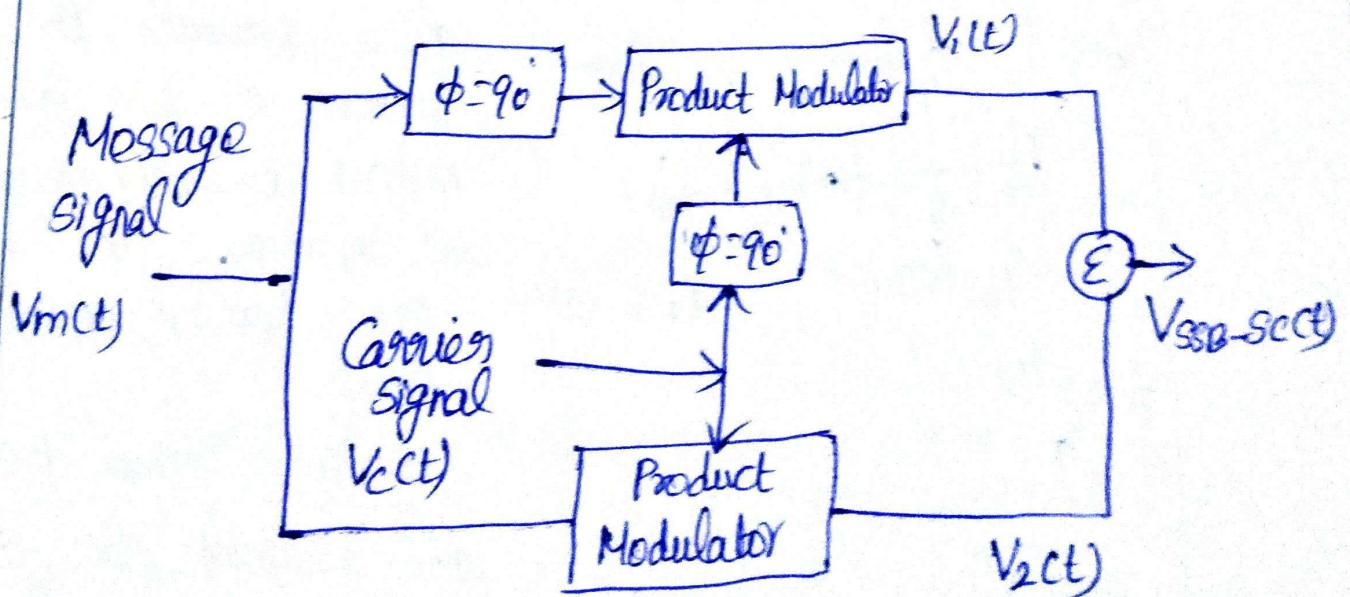 Message
signal
Vm(t)
φ=90°
Product Modulator
V1(t)
φ=90°
Carrier
signal
Vc(t)
Product
Modulator
V2(t)
Σ
VSSB-SC(t)